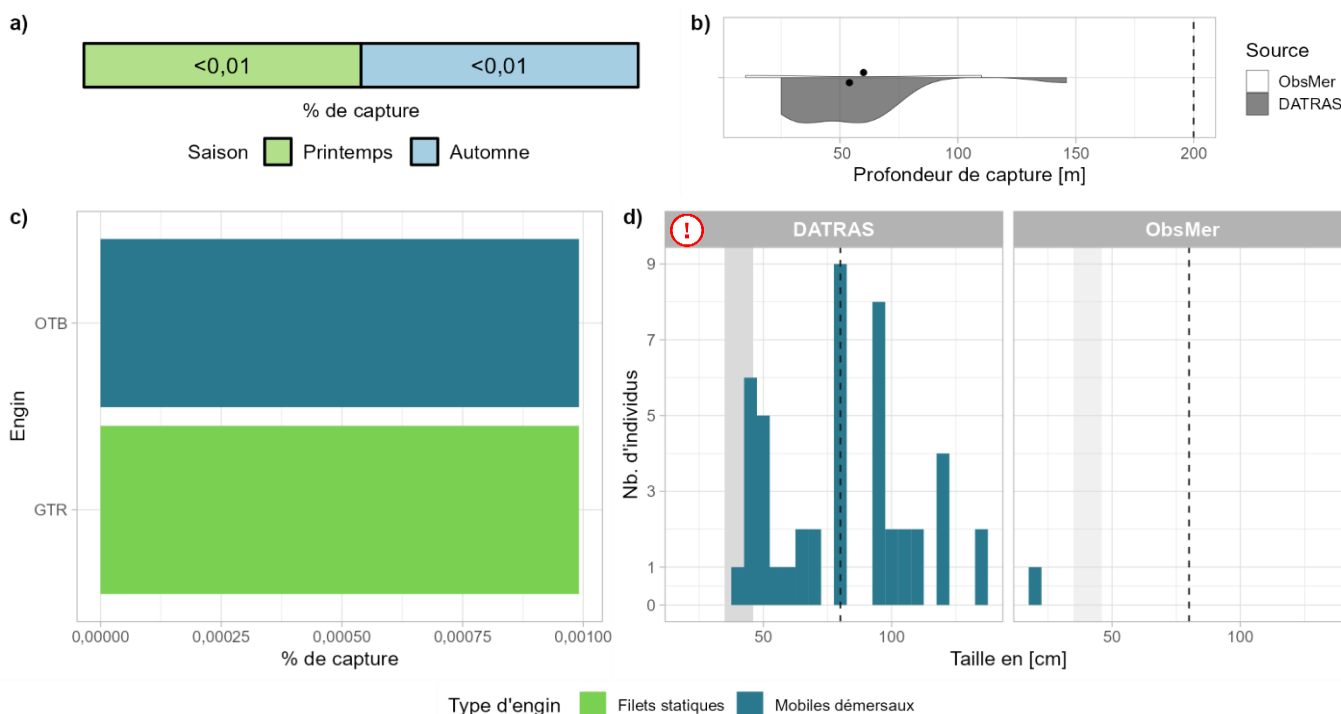 a)
<0,01 <0,01
% de capture
Saison Printemps Automne
b)
50 100 150 200
Profondeur de capture [m]
Source
ObsMer
DATRAS
c)
Engin
OTB
GTR
0,00000 0,00025 0,00050 0,00075 0,00100
% de capture
d)
! DATRAS ObsMer
Nb. d'individus
9
7
5
3
1
0
50 100 50 100
Taille en [cm]
Type d'engin Filets statiques Mobiles démersaux